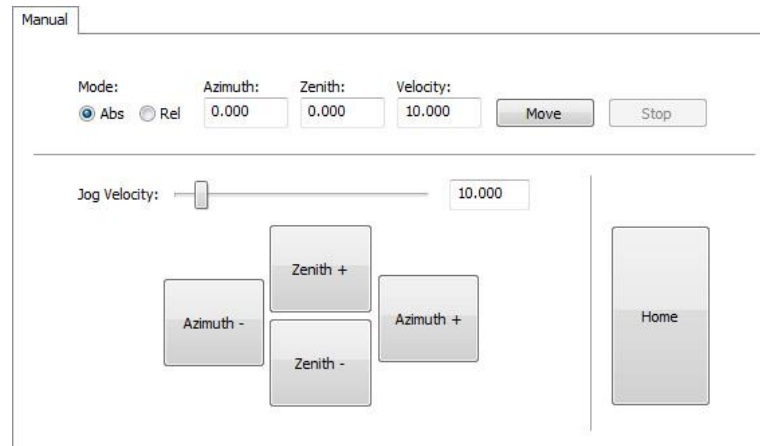 Manual
Mode: Azimuth: Zenith: Velocity:
Abs Rel 0.000 0.000 10.000 Move Stop
Jog Velocity: 10.000
Zenith +
Azimuth - Azimuth + Home
Zenith -